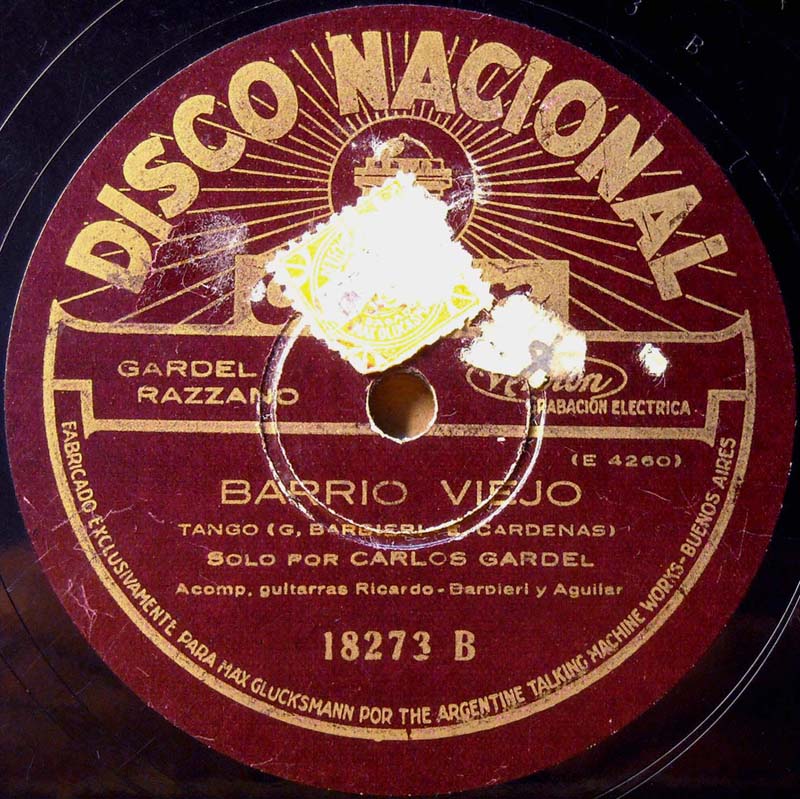 DISCO NACIONAL
GARDEL
RAZZANO
ELECTRICA
(E 4260)
BARRIO VIEJO
TANGO (G. BARBIERI - E. CARDENAS)
SOLO POR CARLOS GARDEL
Acomp. guitarras Ricardo - Barbieri y Aguilar
18273 B
FABRICADO EXCLUSIVAMENTE PARA MAX GLUCKSMANN POR THE ARGENTINE TALKING MACHINE WORKS - BUENOS AIRES